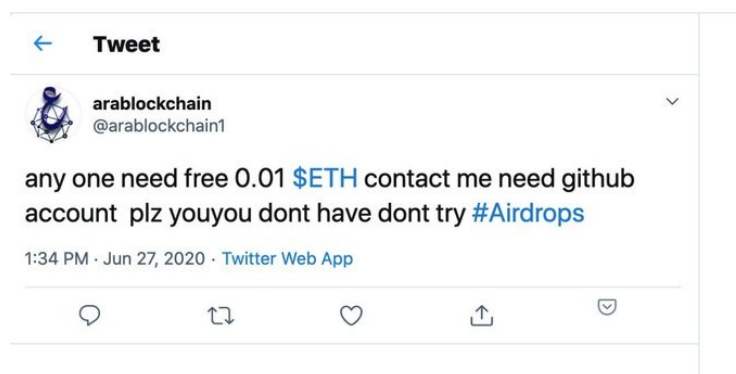 Tweet
arablockchain
@arablockchain1
any one need free 0.01 $ETH contact me need github
account plz youyou dont have dont try #Airdrops
1:34 PM · Jun 27, 2020 · Twitter Web App